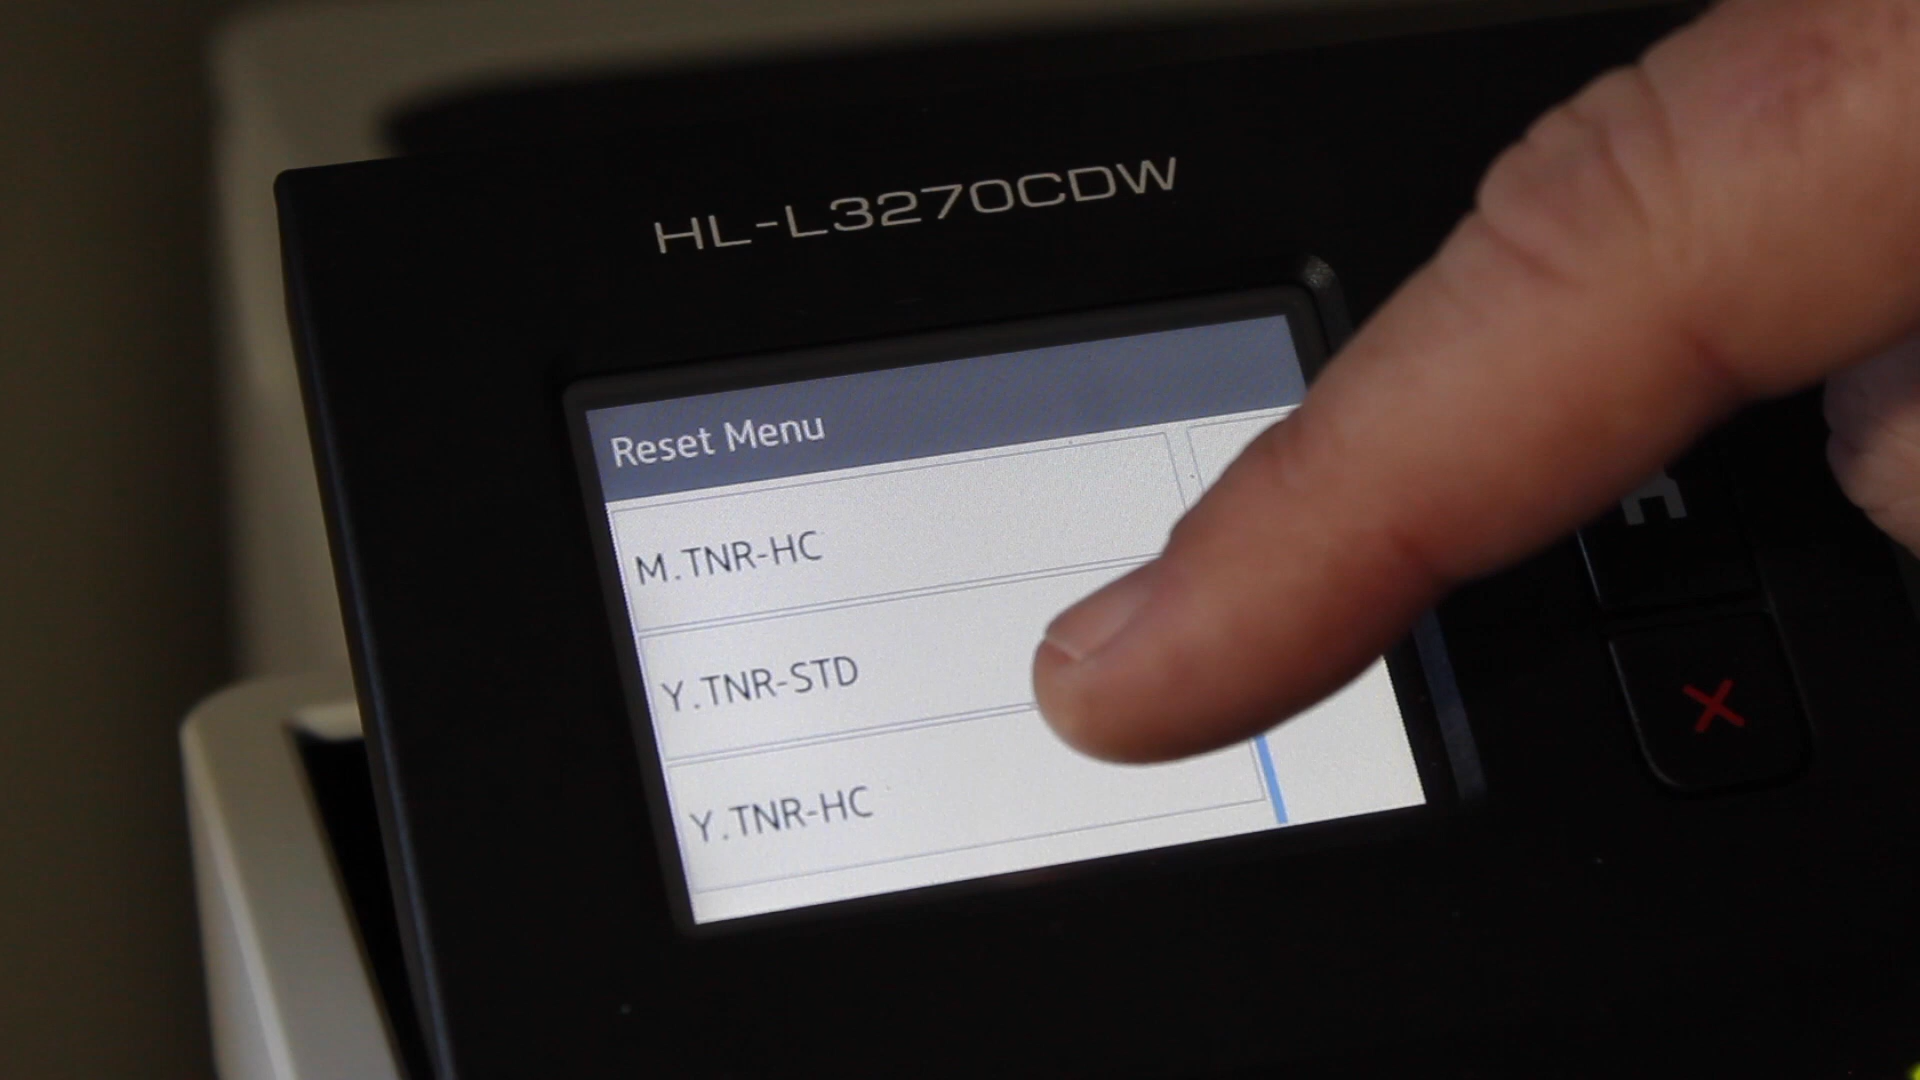 HL-L3270CDW
Reset Menu
M.TNR-HC
Y.TNR-STD
Y.TNR-HC